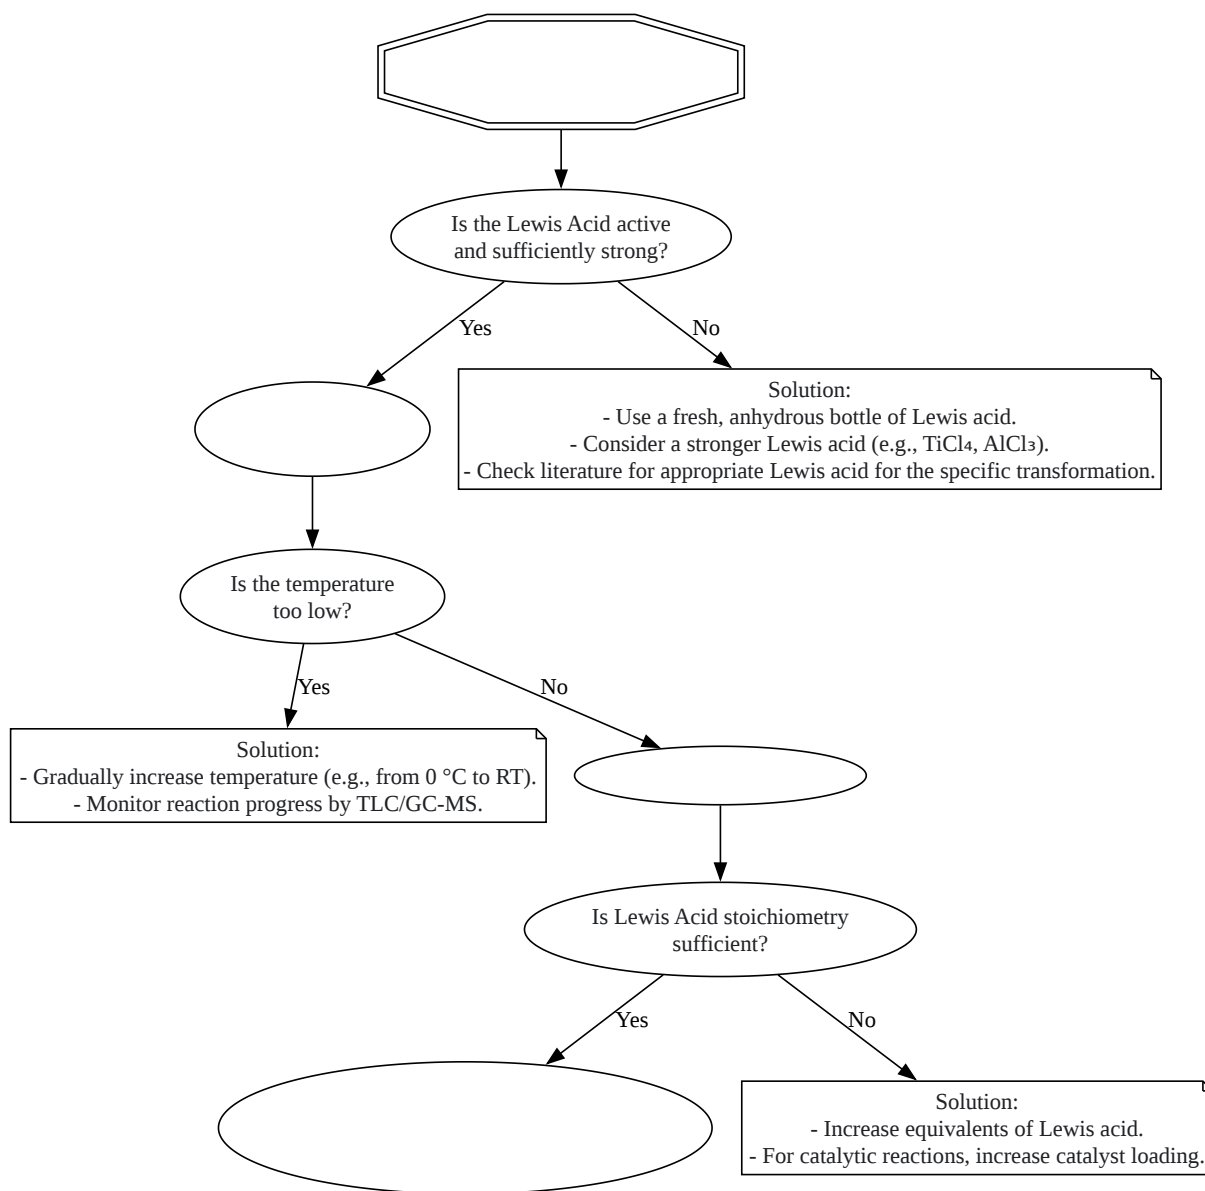 Is the Lewis Acid active
and sufficiently strong?
Yes
No
Solution:
- Use a fresh, anhydrous bottle of Lewis acid.
- Consider a stronger Lewis acid (e.g., TiCl₄, AlCl₃).
- Check literature for appropriate Lewis acid for the specific transformation.
Is the temperature
too low?
Yes
No
Solution:
- Gradually increase temperature (e.g., from 0 °C to RT).
- Monitor reaction progress by TLC/GC-MS.
Is Lewis Acid stoichiometry
sufficient?
Yes
No
Solution:
- Increase equivalents of Lewis acid.
- For catalytic reactions, increase catalyst loading.